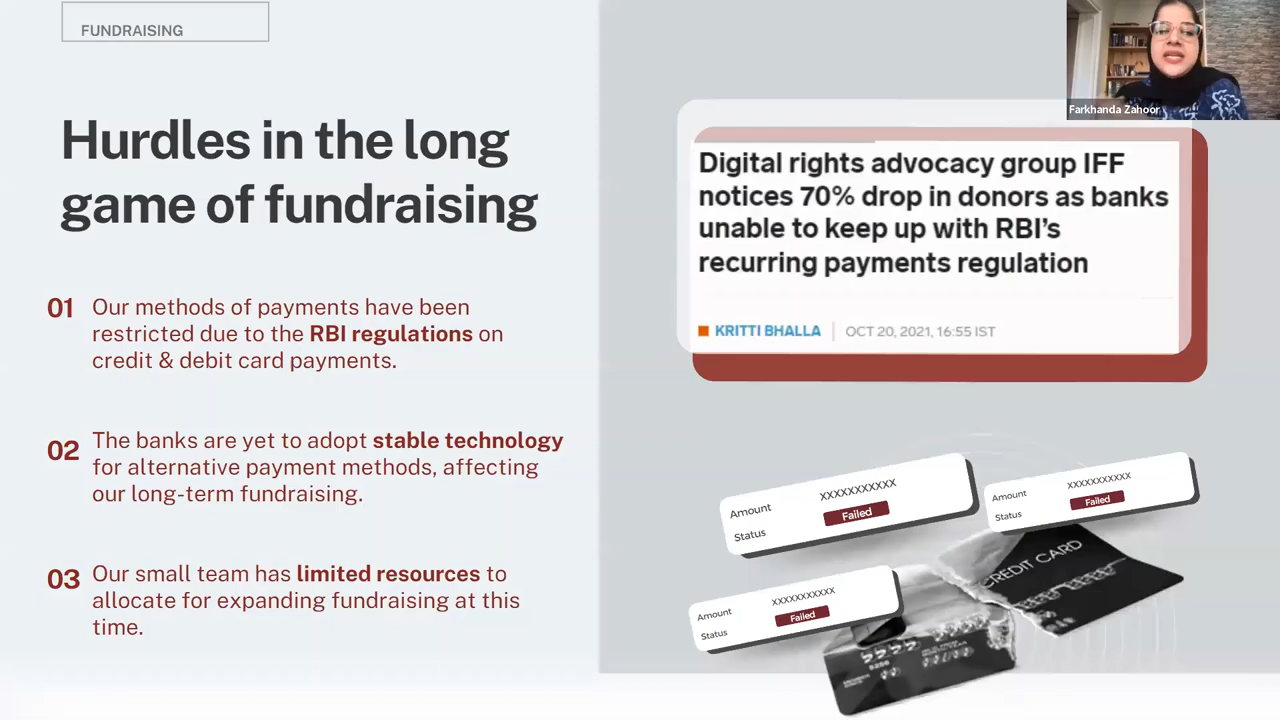 FUNDRAISING
Hurdles in the long
game of fundraising
01 Our methods of payments have been
restricted due to the RBI regulations on
credit & debit card payments.
02 The banks are yet to adopt stable technology
for alternative payment methods, affecting
our long-term fundraising.
03 Our small team has limited resources to
allocate for expanding fundraising at this
time.
Farkhanda Zahoor
Digital rights advocacy group IFF
notices 70% drop in donors as banks
unable to keep up with RBI's
recurring payments regulation
KRITTI BHALLA | OCT 20, 2021, 16:55 IST
Amount XXXXXXXXXXX
Status Failed
Amount XXXXXXXXXXX
Status Failed
Amount XXXXXXXXXXX
Status Failed
CREDIT CARD